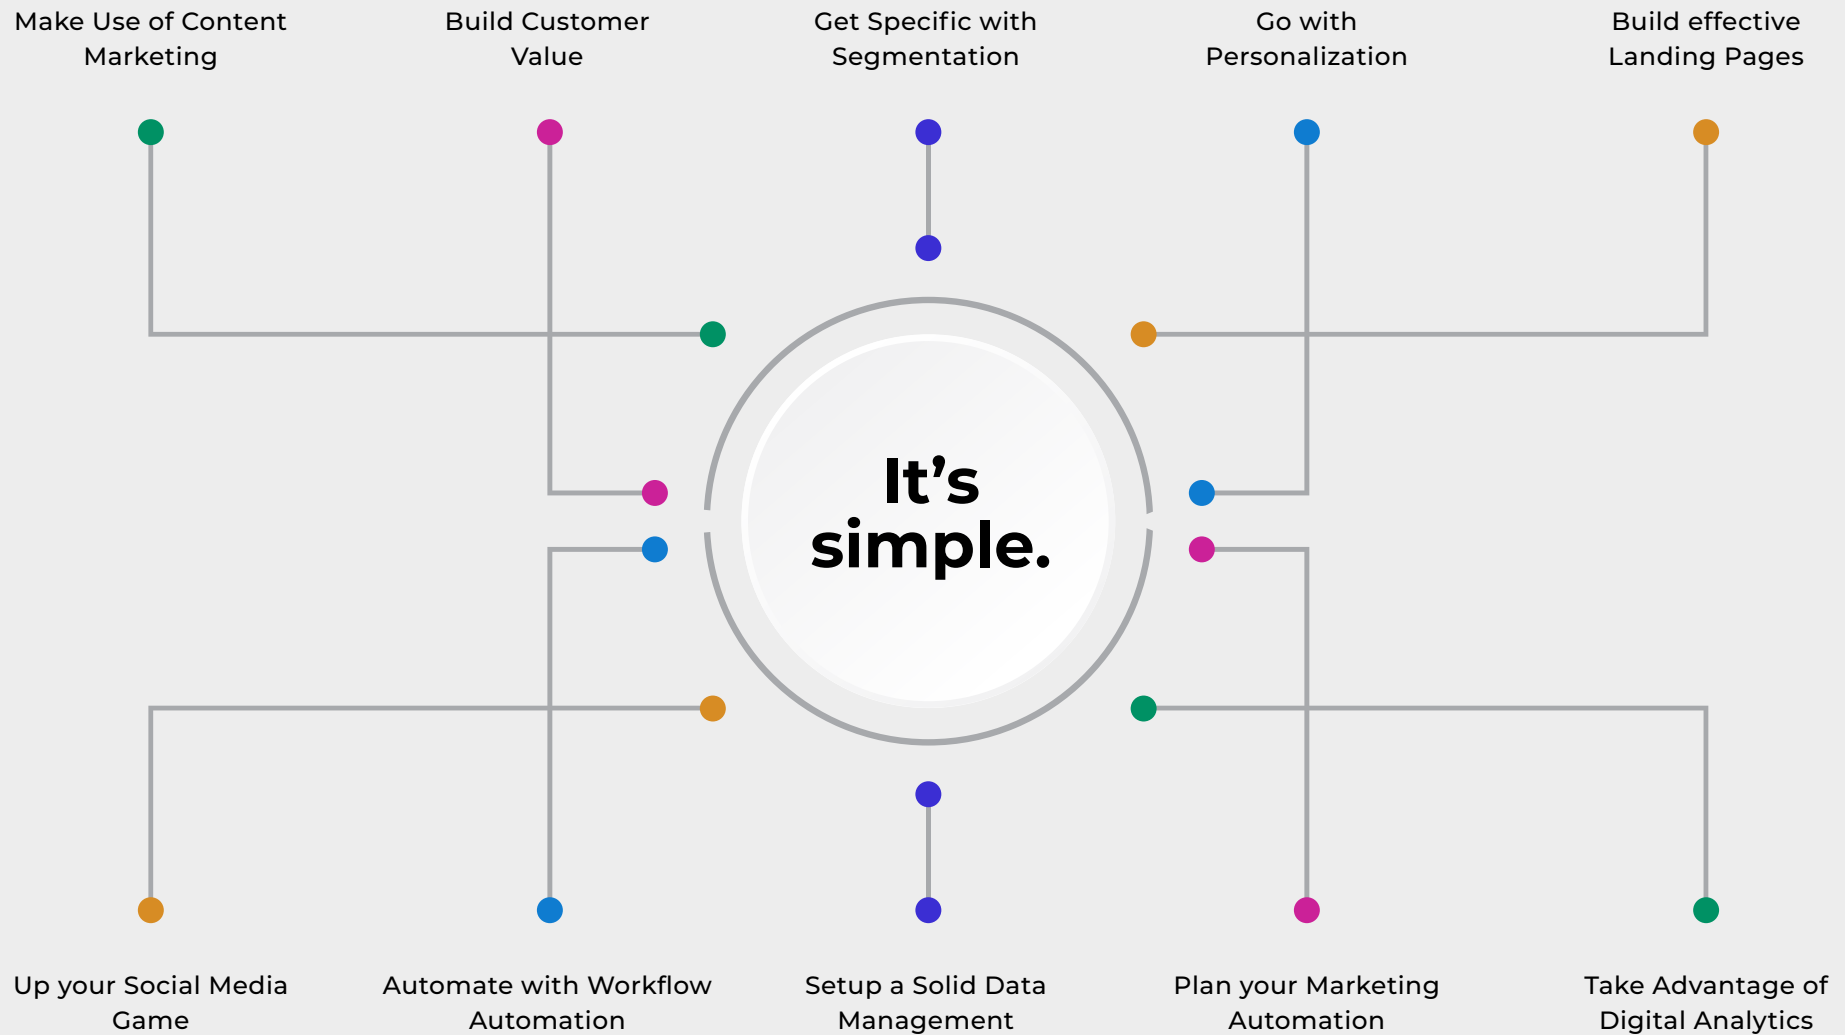 Make Use of Content
Marketing
Build Customer
Value
Get Specific with
Segmentation
Go with
Personalization
Build effective
Landing Pages
It’s
simple.
Up your Social Media
Game
Automate with Workflow
Automation
Setup a Solid Data
Management
Plan your Marketing
Automation
Take Advantage of
Digital Analytics